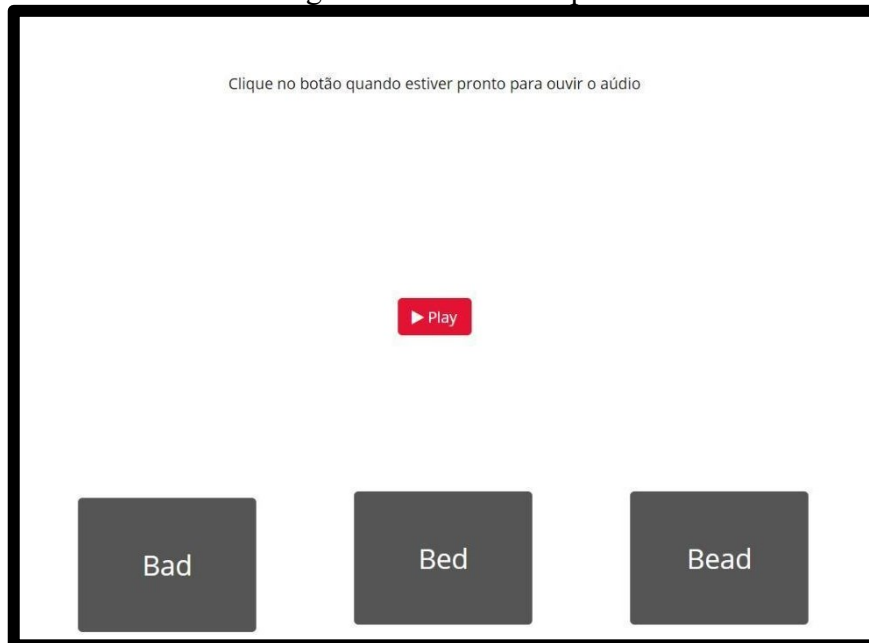 Clique no botão quando estiver pronto para ouvir o aúdio
Play
Bad
Bed
Bead